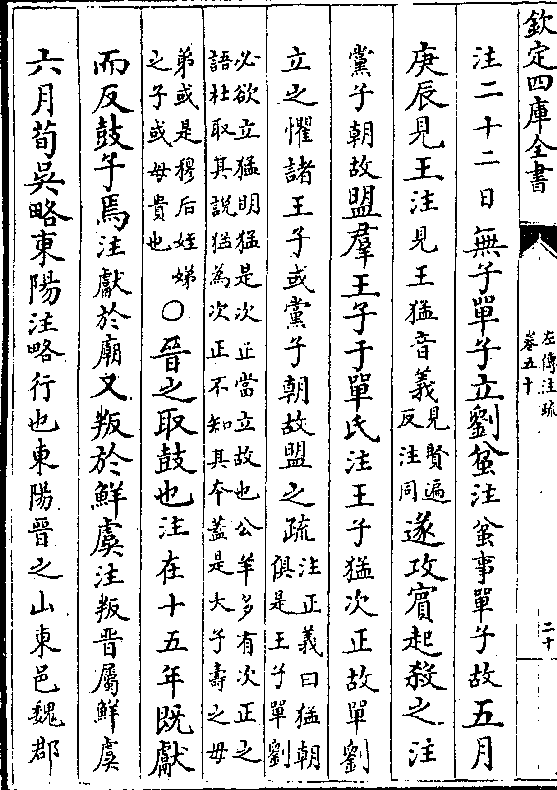 欽定四庫全書
左傳注疏
卷五十
二十
注二十二日無子單子立劉蚠注蚠事單子故五月
庚辰見王注見王猛音義見賢遍
反注同遂攻賓起殺之注
黨子朝故盟羣王子于單氏注王子猛次正故單劉
立之懼諸王子或黨子朝故盟之疏注正義曰猛朝
俱是王子單劉
必欲立猛明猛是次正當立故也公羊多有次正之
語杜取其説猛為次正不知其本蓋是大子壽之母
弟或是穆后姪娣
之子或母貴也○晉之取鼓也注在十五年既獻
而反鼓子焉注獻於廟又叛於鮮虞注叛晉屬鮮虞
六月荀吳略東陽注略行也東陽晉之山東邑魏郡